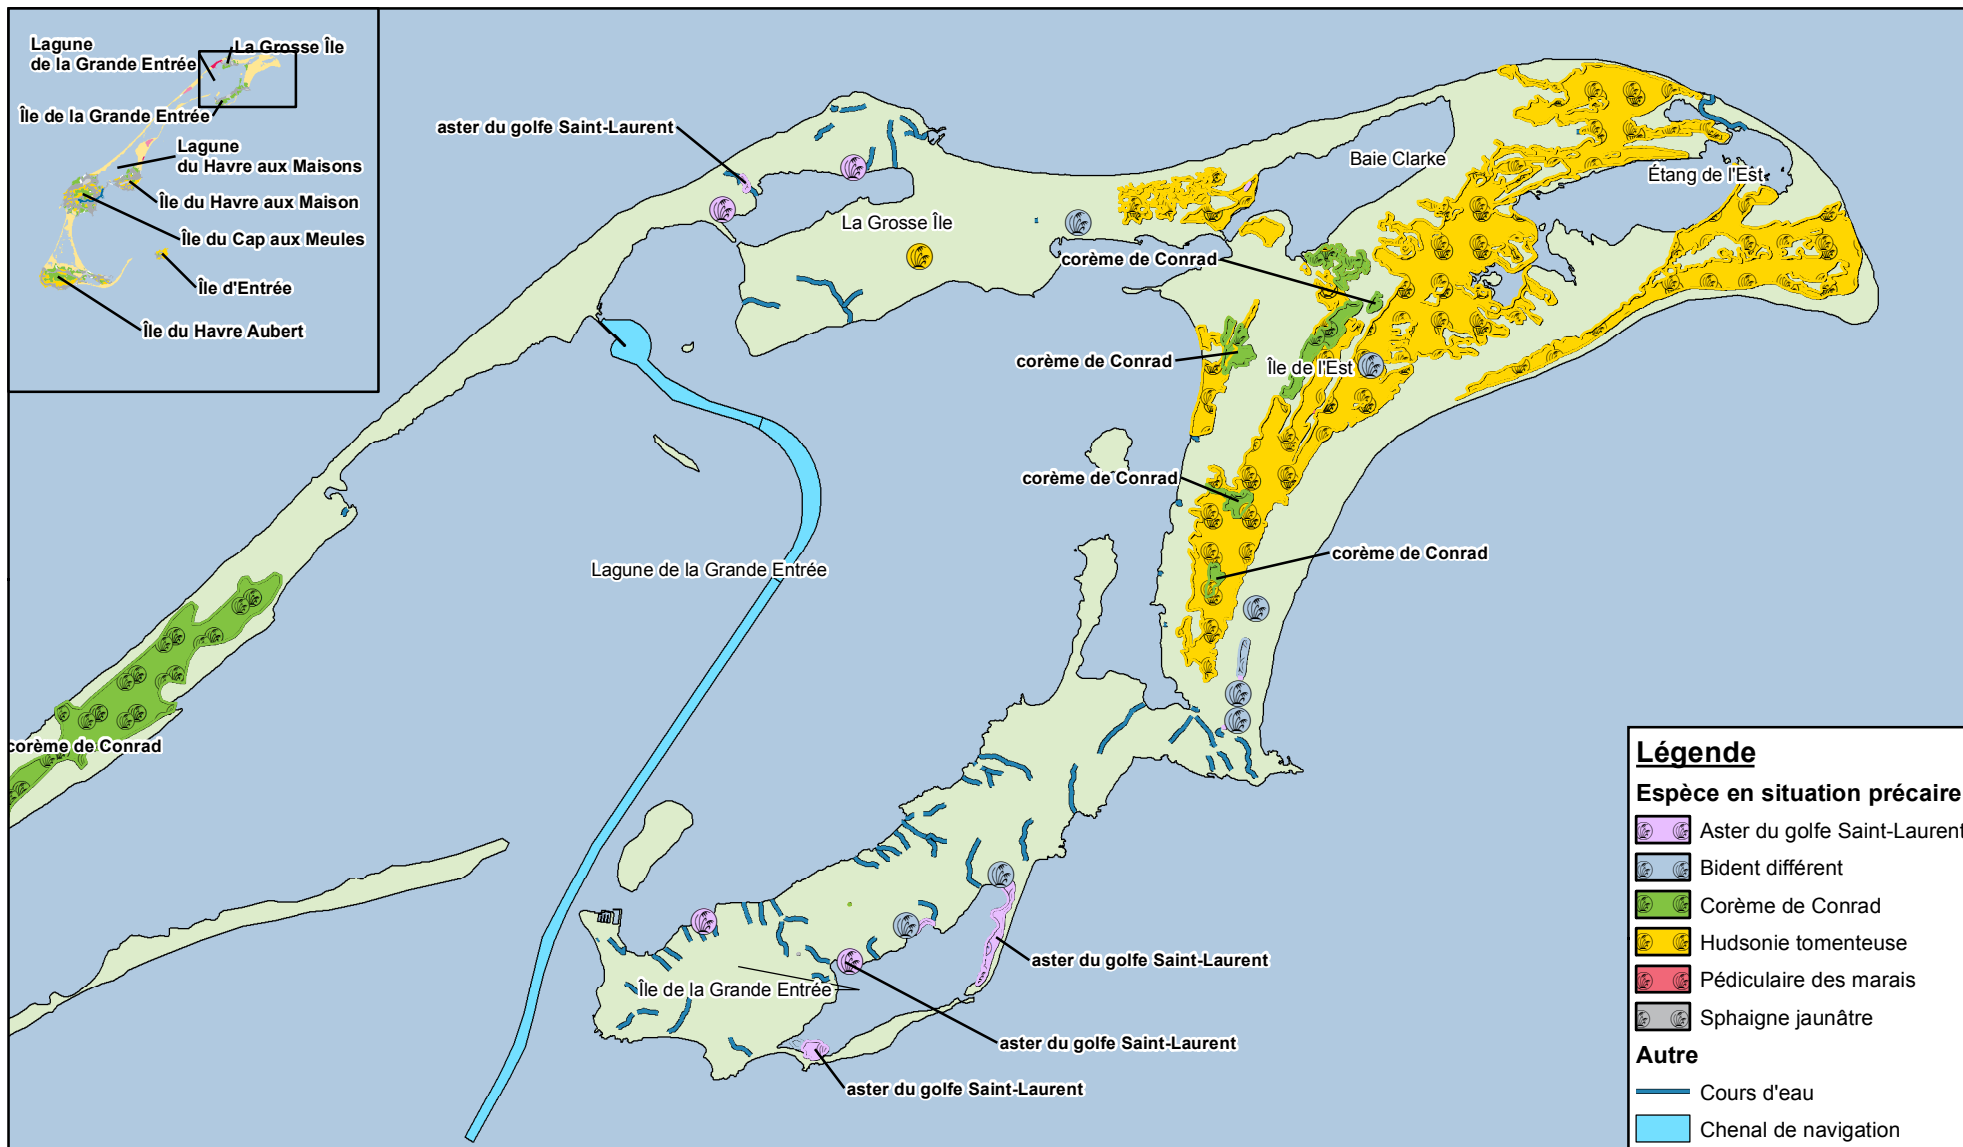 Lagune
de la Grande Entrée
La Grosse Île
Île de la Grande Entrée
Lagune
du Havre aux Maisons
Île du Havre aux Maison
Île du Cap aux Meules
Île d'Entrée
Île du Havre Aubert
aster du golfe Saint-Laurent
Baie Clarke
Étang de l'Est
La Grosse Île
corème de Conrad
corème de Conrad
Île de l'Est
corème de Conrad
corème de Conrad
Lagune de la Grande Entrée
corème de Conrad
aster du golfe Saint-Laurent
Île de la Grande Entrée
aster du golfe Saint-Laurent
aster du golfe Saint-Laurent
Légende
Espèce en situation précaire
Aster du golfe Saint-Laurent
Bident différent
Corème de Conrad
Hudsonie tomenteuse
Pédiculaire des marais
Sphaigne jaunâtre
Autre
Cours d'eau
Chenal de navigation